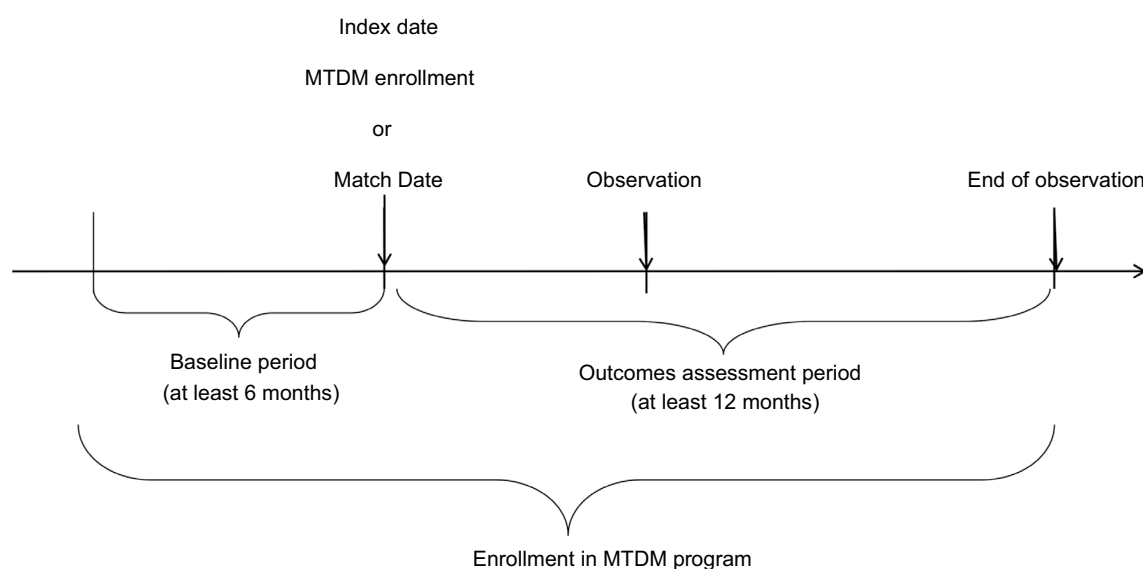 Index date
MTDM enrollment
or
Match Date
Observation
End of observation
Baseline period
(at least 6 months)
Outcomes assessment period
(at least 12 months)
Enrollment in MTDM program